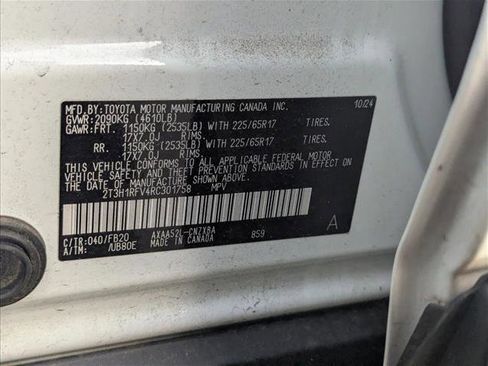 MFD.BY:TOYOTA MOTOR MANUFACTURING CANADA INC. 10/24
GVWR:2090KG (4610LB)
GAWR:FRT. 1150KG (2535LB) WITH 225/65R17 TIRES.
17X7.0J RIMS.
RR. 1150KG (2535LB) WITH 225/65R17 TIRES.
17X7.0J RIMS.
THIS VEHICLE CONFORMS TO ALL APPLICABLE FEDERAL MOTOR
VEHICLE SAFETY AND THEFT PREVENTION STANDARDS IN EFFECT
ON THE DATE OF MANUFACTURE SHOWN ABOVE.
2T3H1RFV4RC301758 MPV
C/TR:040/FB20 AXAA52L-CNZXBA 859 A
A/TM: /UB80E MADE IN CANADA